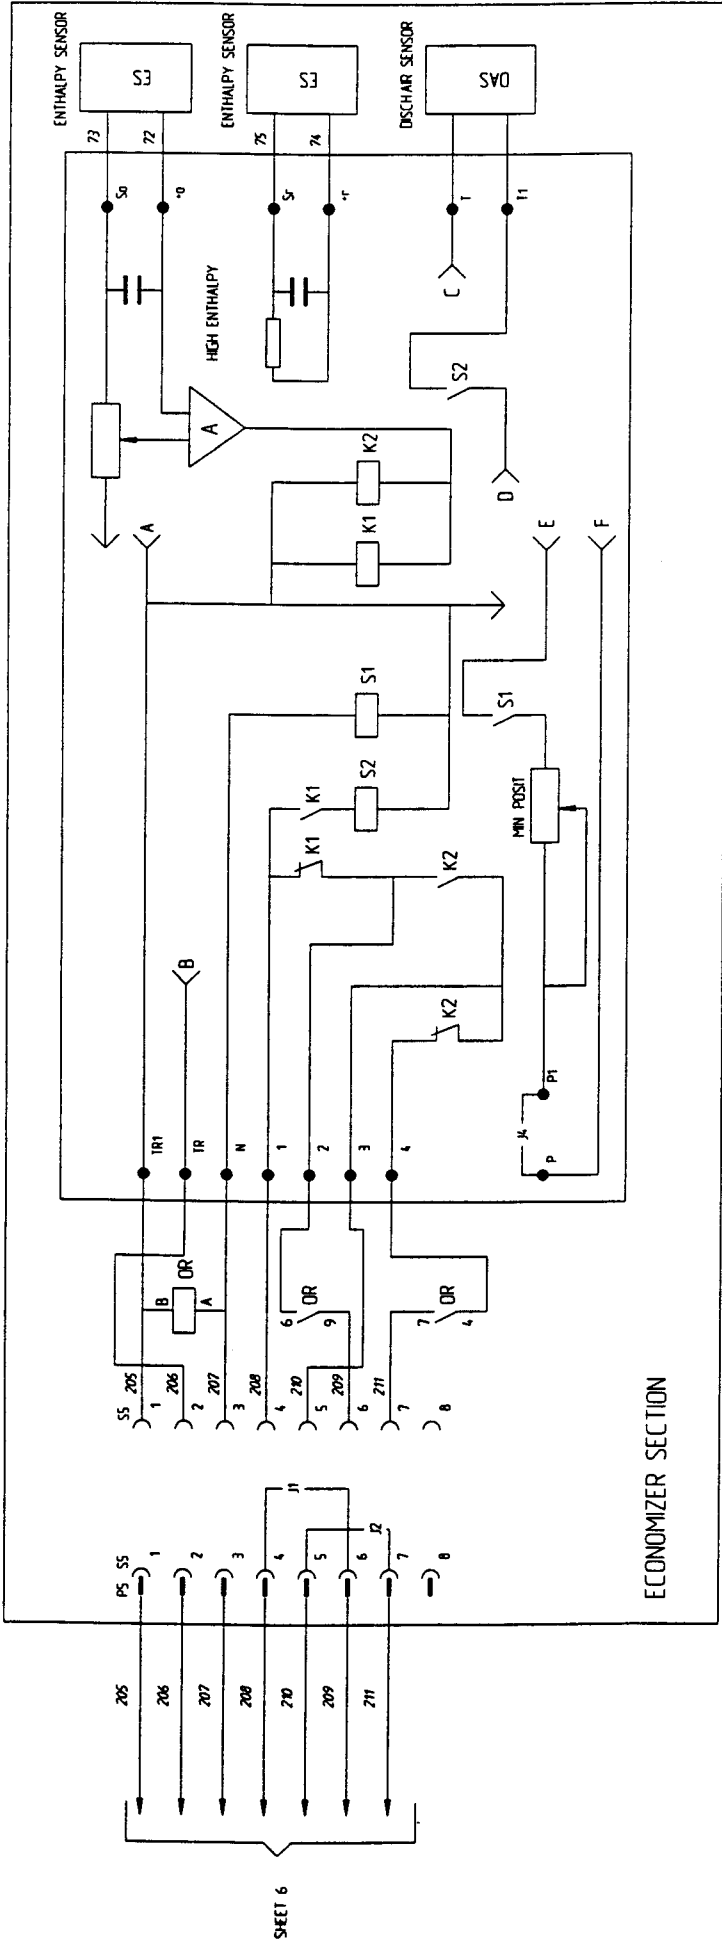 ENTHALPY SENSOR
ES
73
72
ENTHALPY SENSOR
ES
75
74
DISCH AIR SENSOR
DAS
So
+o
Sr
+r
T
T1
HIGH ENTHALPY
C
S2
D
A
K2
K1
A
E
F
S1
S2
K1
K1
K2
S1
MIN POSIT
B
K2
TR1
TR
N
1
2
3
4
P
J4
P1
B
OR
A
6
OR
9
7
OR
4
S5
205
1
206
2
207
3
208
4
210
5
209
6
211
7
8
J1
J2
P5
S5
1
2
3
4
5
6
7
8
205
206
207
208
210
209
211
SHEET 6
ECONOMIZER SECTION